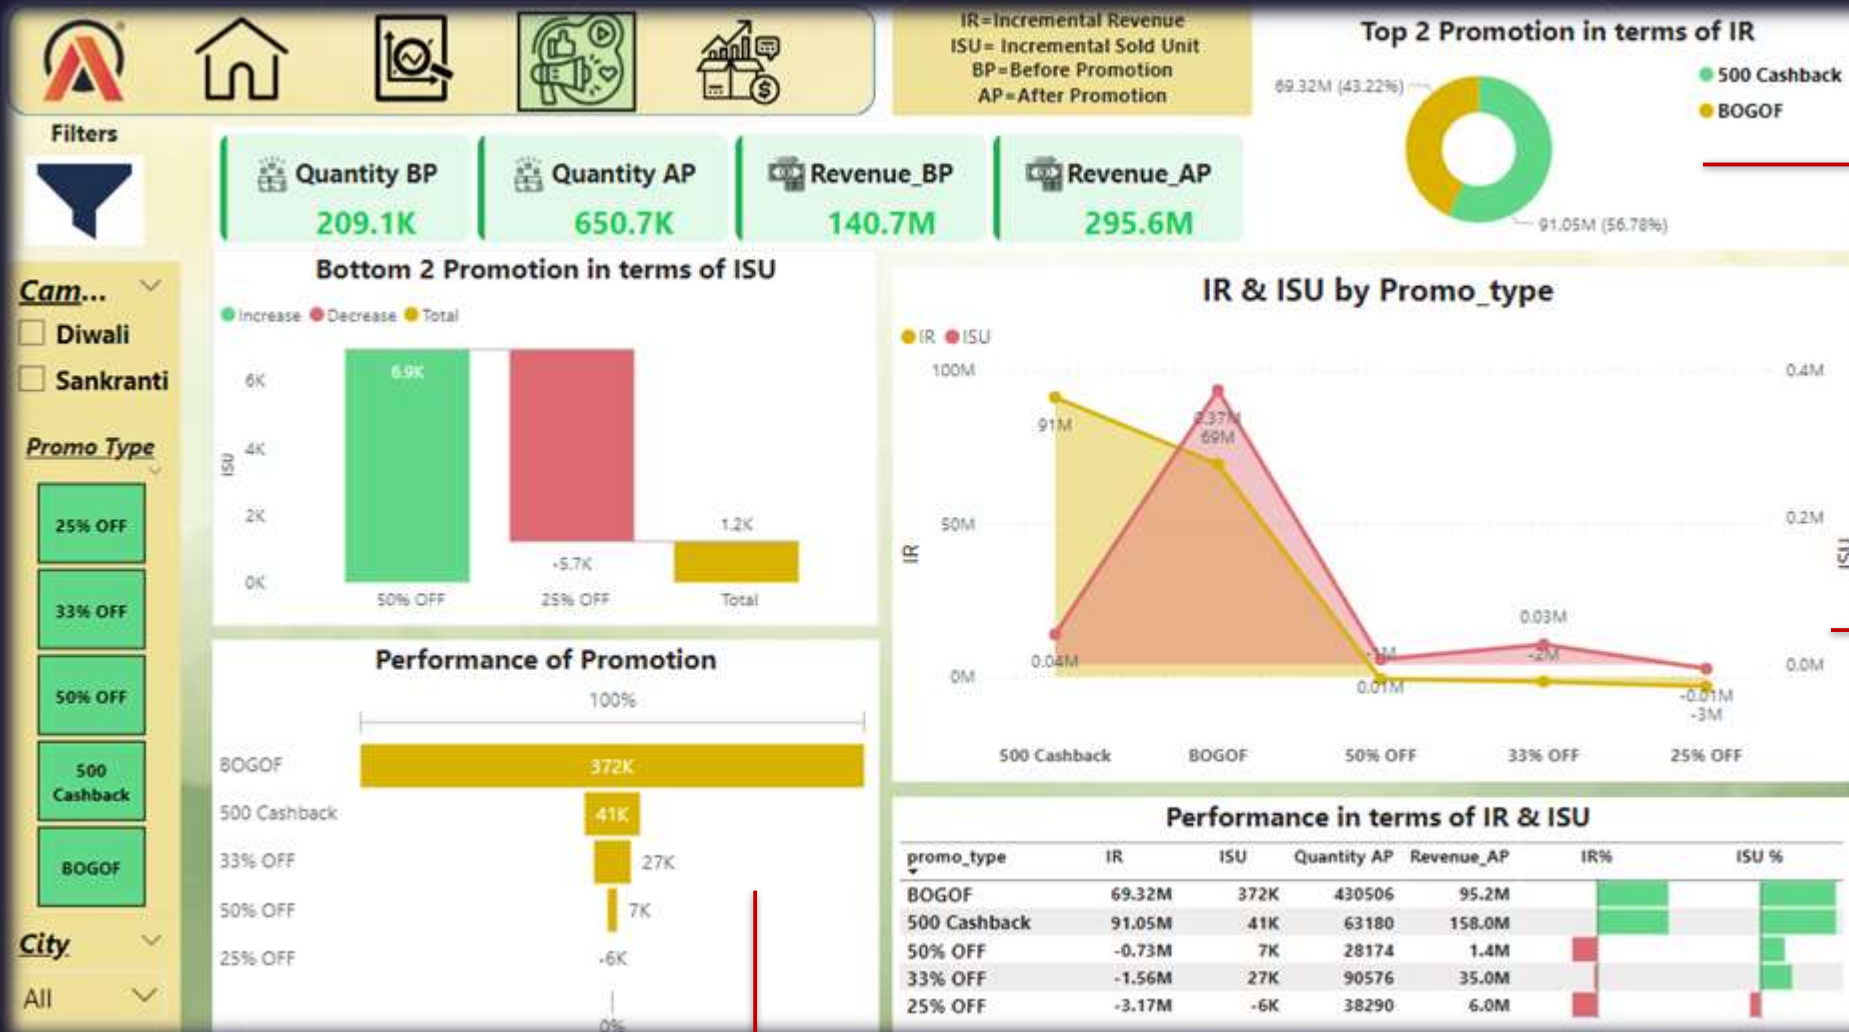 IR=Incremental Revenue
ISU= Incremental Sold Unit
BP=Before Promotion
AP=After Promotion
Top 2 Promotion in terms of IR
69.32M (43.22%)
500 Cashback
BOGOF
91.05M (56.78%)
Filters
Quantity BP
209.1K
Quantity AP
650.7K
Revenue_BP
140.7M
Revenue_AP
295.6M
Cam...
Diwali
Sankranti
Promo Type
25% OFF
33% OFF
50% OFF
500
Cashback
BOGOF
City
All
Bottom 2 Promotion in terms of ISU
Increase Decrease Total
ISU
6K
4K
2K
0K
6.9K
-5.7K
1.2K
50% OFF 25% OFF Total
Performance of Promotion
100%
BOGOF 372K
500 Cashback 41K
33% OFF 27K
50% OFF 7K
25% OFF -6K
0%
IR & ISU by Promo_type
IR ISU
100M 0.4M
91M
0.37M
69M
50M 0.2M
IR
ISU
0.03M
0.04M -1M -2M 0.0M
0M
0.01M -0.01M
-3M
500 Cashback BOGOF 50% OFF 33% OFF 25% OFF
Performance in terms of IR & ISU
promo_type IR ISU Quantity AP Revenue_AP IR% ISU %
BOGOF 69.32M 372K 430506 95.2M
500 Cashback 91.05M 41K 63180 158.0M
50% OFF -0.73M 7K 28174 1.4M
33% OFF -1.56M 27K 90576 35.0M
25% OFF -3.17M -6K 38290 6.0M